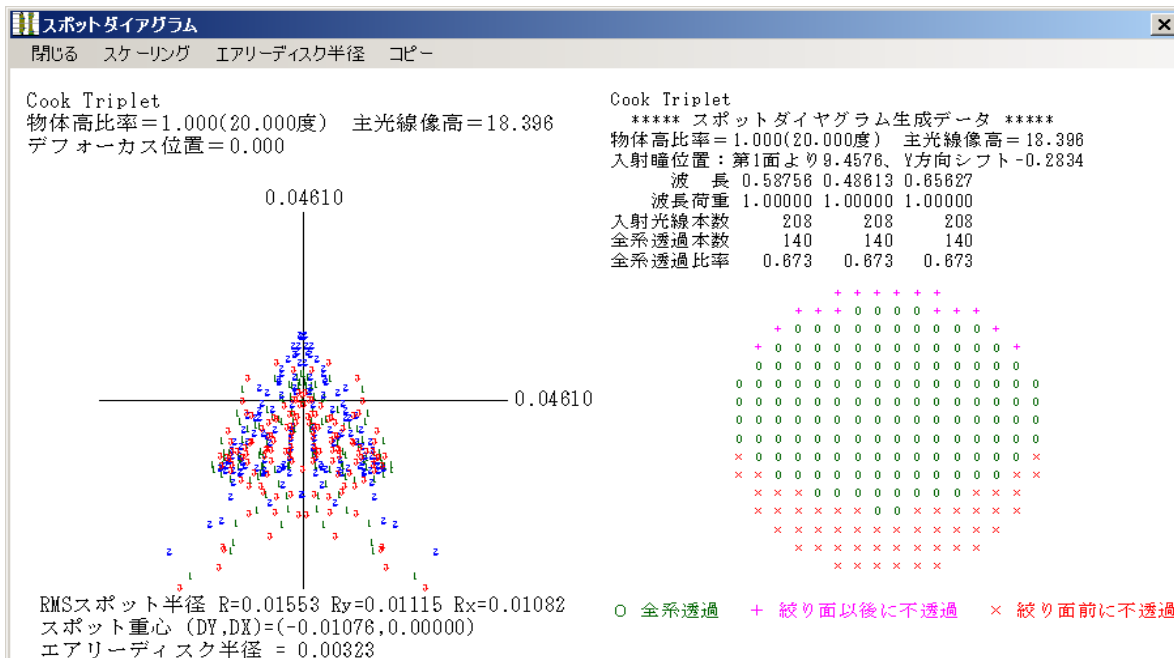 スポットダイアグラム
閉じる スケーリング エアリーディスク半径 コピー
Cook Triplet
物体高比率=1.000(20.000度) 主光線像高=18.396
デフォーカス位置=0.000
0.04610
0.04610
RMSスポット半径 R=0.01553 Ry=0.01115 Rx=0.01082
スポット重心 (DY,DX)=(-0.01076,0.00000)
エアリーディスク半径 = 0.00323
Cook Triplet
***** スポットダイヤグラム生成データ *****
物体高比率=1.000(20.000度) 主光線像高=18.396
入射瞳位置:第1面より9.4576、Y方向シフト-0.2834
波 長 0.58756 0.48613 0.65627
波長荷重 1.00000 1.00000 1.00000
入射光線本数 208 208 208
全系透過本数 140 140 140
全系透過比率 0.673 0.673 0.673
O 全系透過 + 絞り面以後に不透過 × 絞り面前に不透過